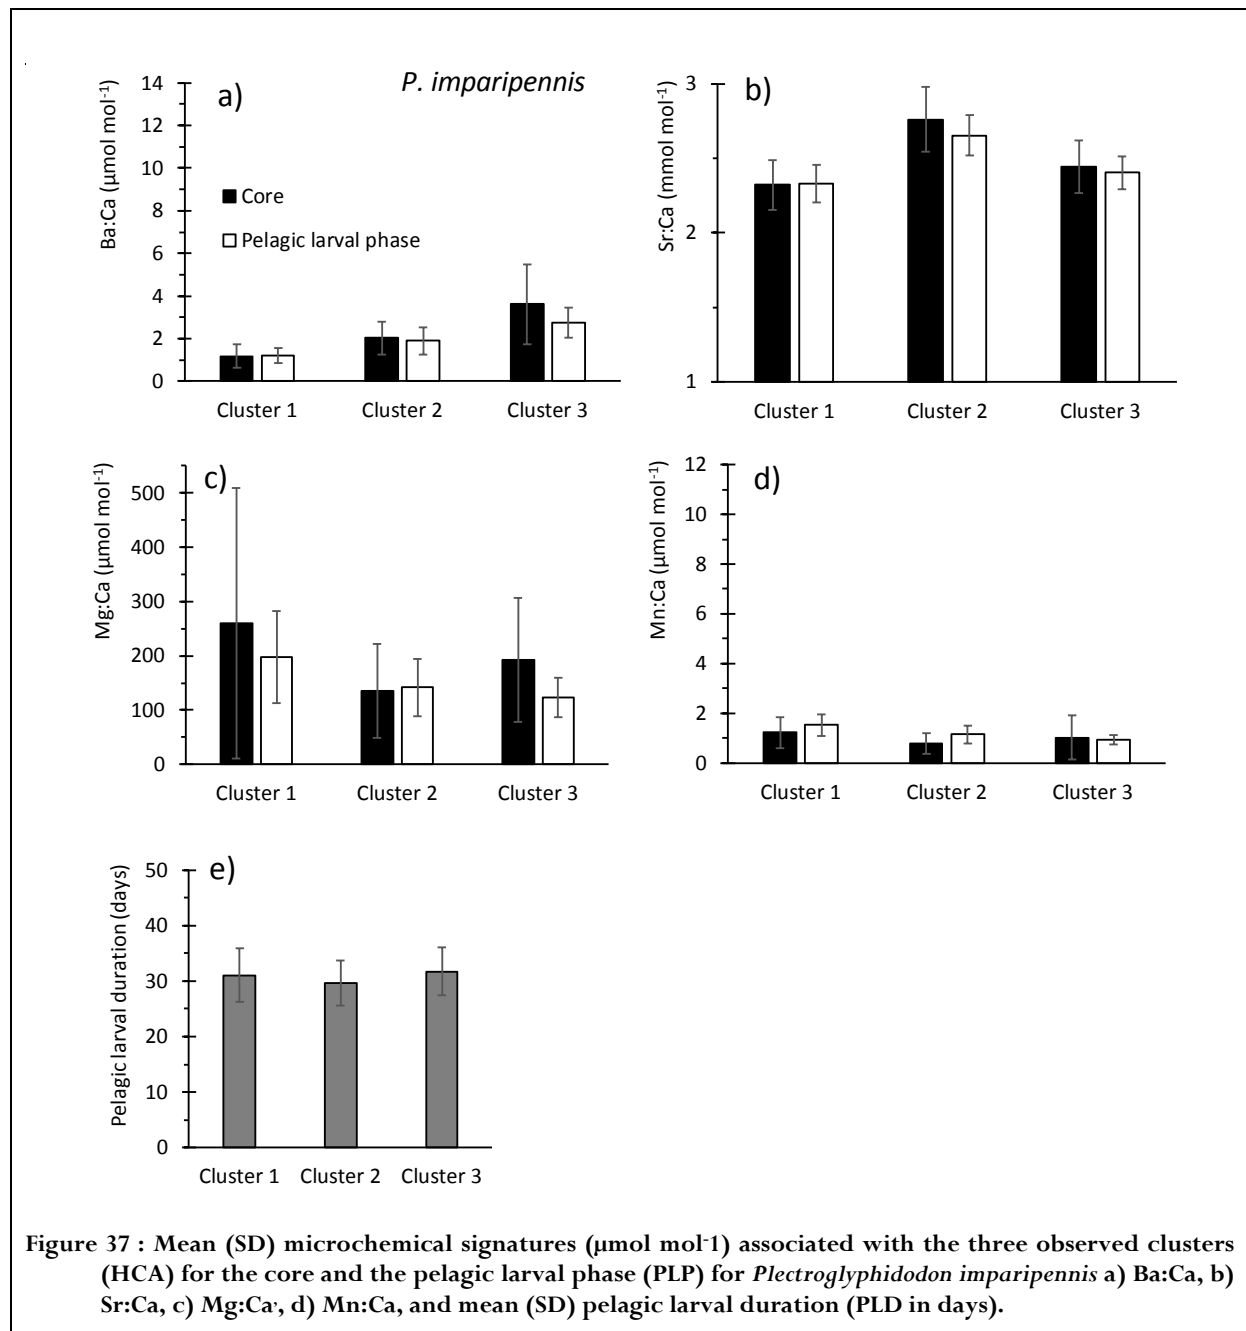 P. imparipennis
a)
Ba:Ca (µmol mol-1)
14
12
10
8
6
4
2
0
Core
Pelagic larval phase
Cluster 1 Cluster 2 Cluster 3
b)
Sr:Ca (mmol mol-1)
3
2
1
Cluster 1 Cluster 2 Cluster 3
c)
Mg:Ca (µmol mol-1)
500
400
300
200
100
0
Cluster 1 Cluster 2 Cluster 3
d)
Mn:Ca (µmol mol-1)
12
10
8
6
4
2
0
Cluster 1 Cluster 2 Cluster 3
e)
Pelagic larval duration (days)
50
40
30
20
10
0
Cluster 1 Cluster 2 Cluster 3
Figure 37 : Mean (SD) microchemical signatures (µmol mol-1) associated with the three observed clusters
(HCA) for the core and the pelagic larval phase (PLP) for Plectroglyphidodon imparipennis a) Ba:Ca, b)
Sr:Ca, c) Mg:Ca, d) Mn:Ca, and mean (SD) pelagic larval duration (PLD in days).